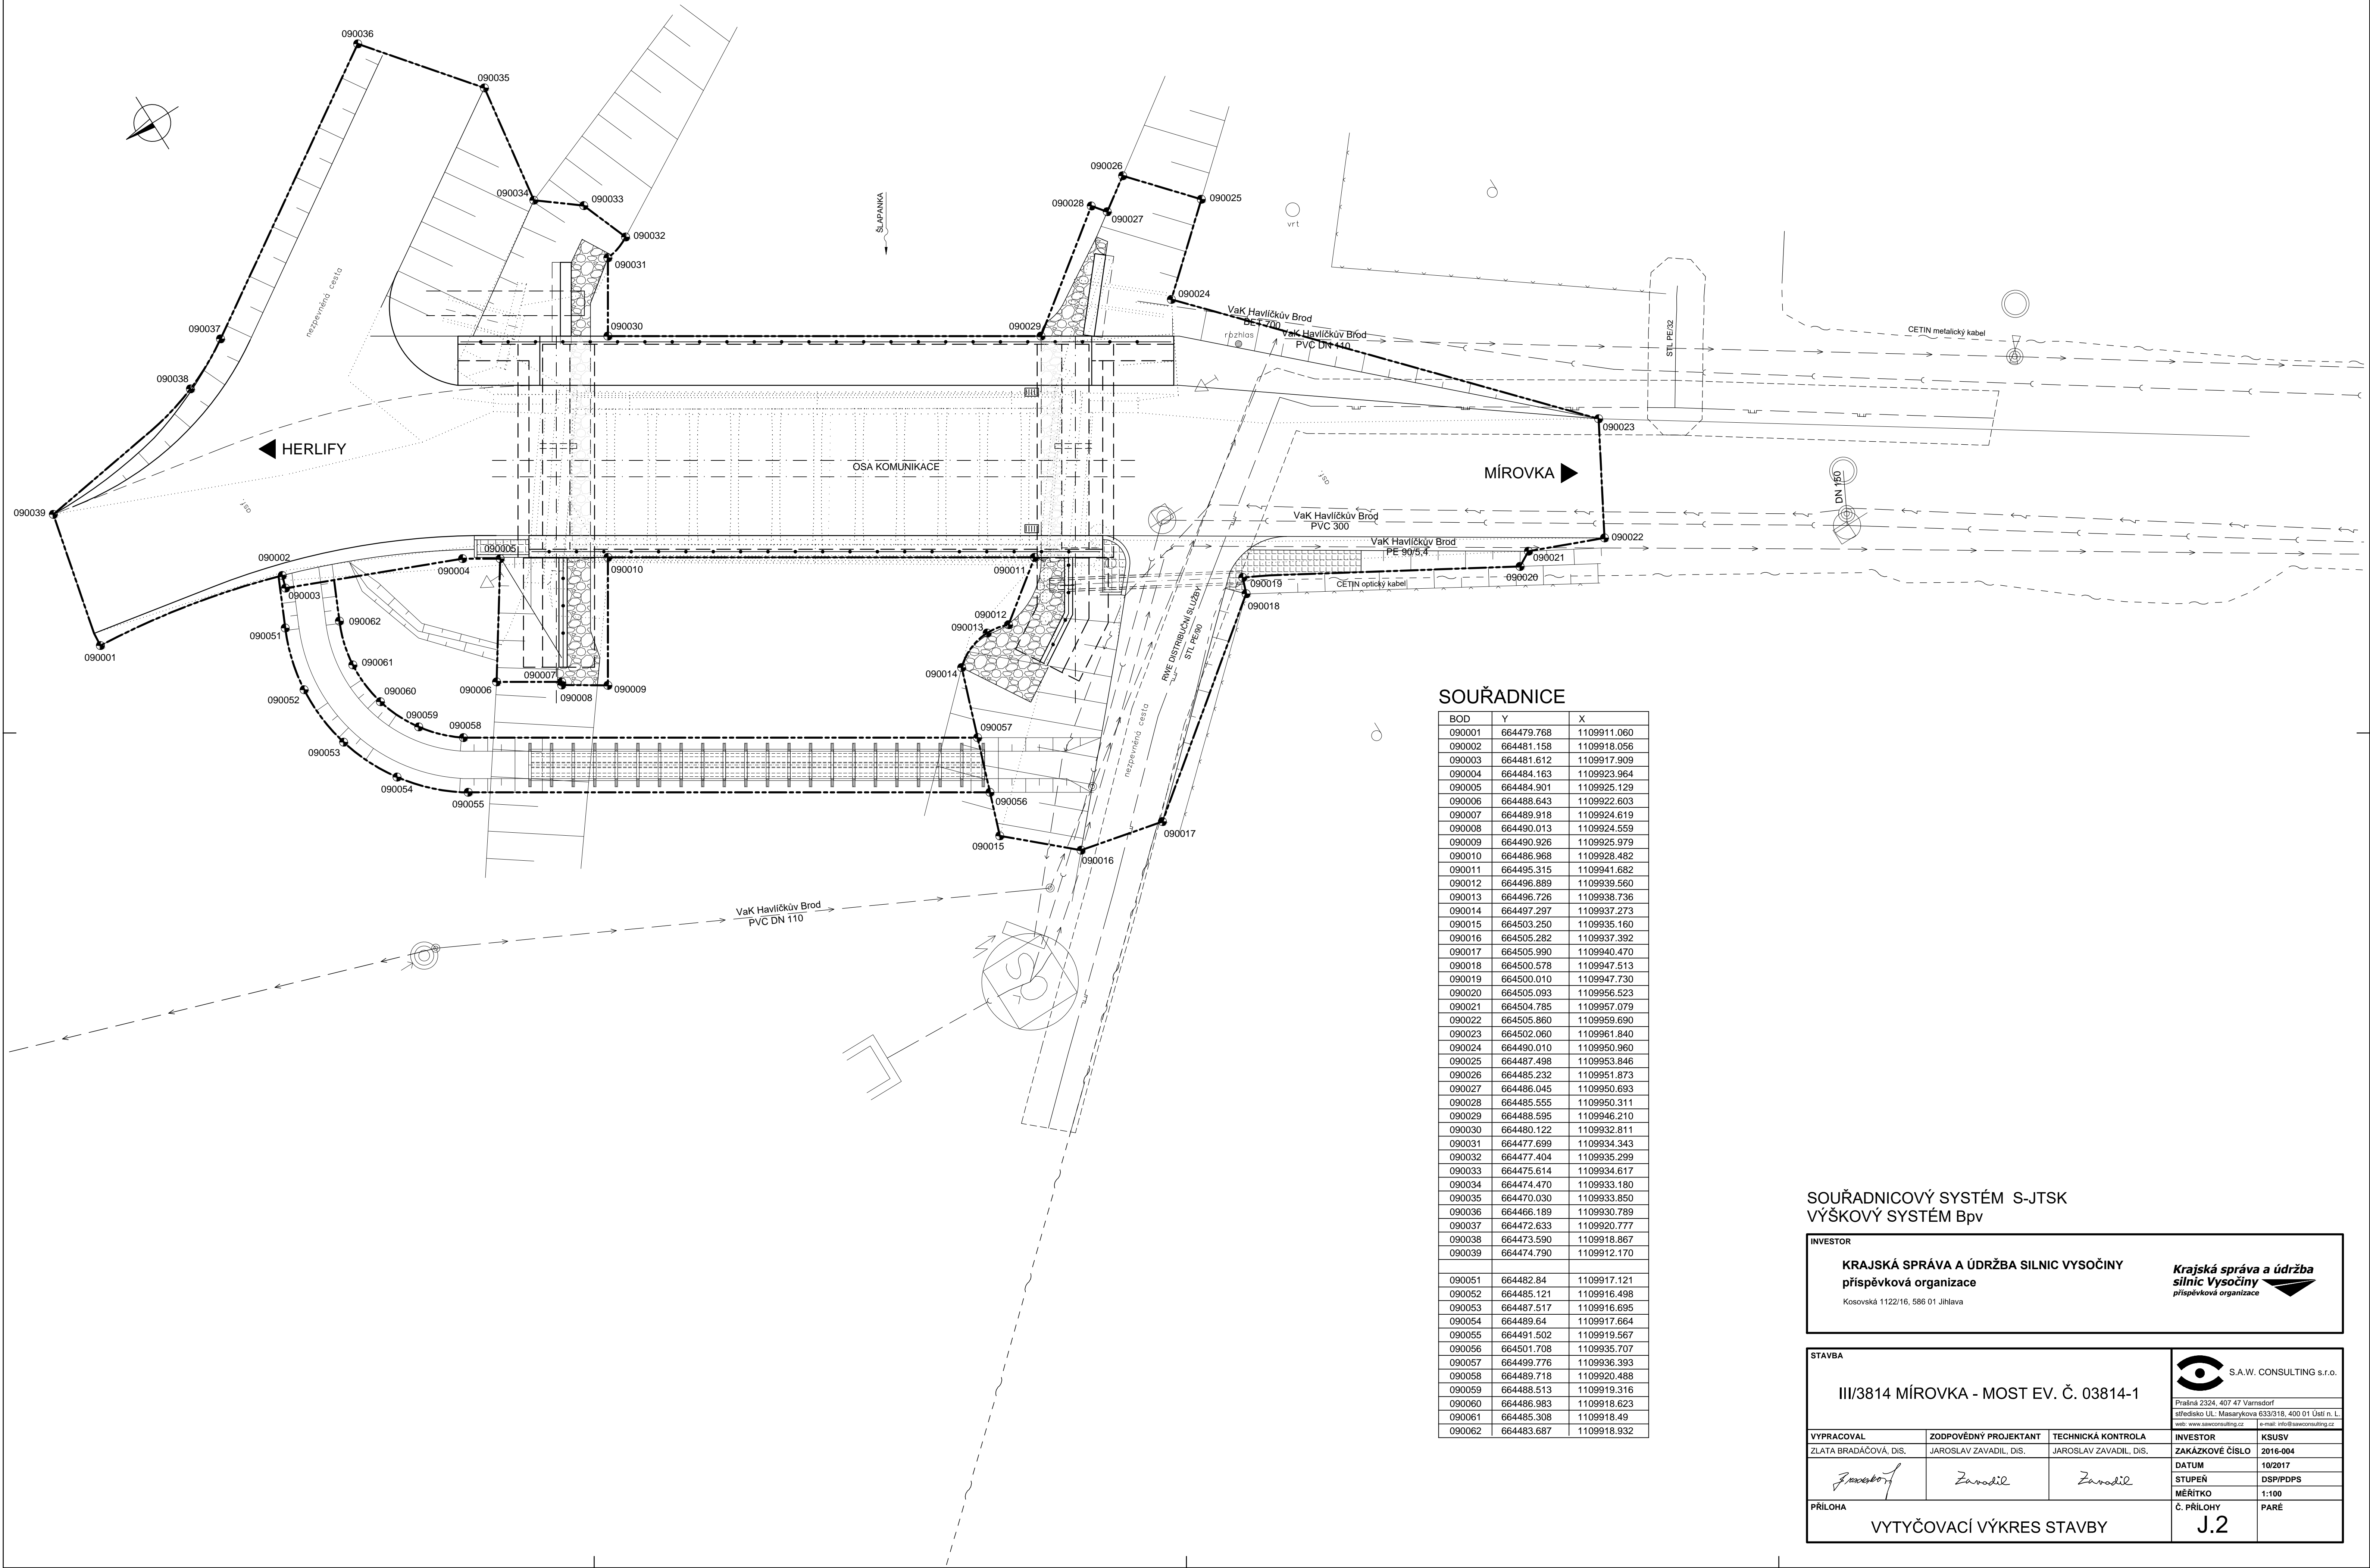 090036
090035
090034
090033
090032
090031
090030
090037
090038
090039
nezpevněná cesta
ŠLAPANKA
090026
090025
090028
090027
090024
090029
vrt
VaK Havlíčkův Brod
BET 700
rozhlas
VaK Havlíčkův Brod
PVC DN 110
STL PE/32
CETIN metalický kabel
090023
HERLIFY
OSA KOMUNIKACE
MÍROVKA
DN 150
VaK Havlíčkův Brod
PVC 300
090022
VaK Havlíčkův Brod
PE 90/5,4
090021
090020
090019
CETIN optický kabel
090018
090002
090005
090004
090010
090011
090003
090001
090051
090062
090061
090052
090060
090059
090058
090053
090054
090055
090006
090007
090008
090009
090012
090013
090014
090057
090056
090015
090016
090017
RWE DISTRIBUČNÍ SLUŽBY
STL PE/90
nezpevněná cesta
VaK Havlíčkův Brod
PVC DN 110
SOUŘADNICE
BOD Y X
090001 664479.768 1109911.060
090002 664481.158 1109918.056
090003 664481.612 1109917.909
090004 664484.163 1109923.964
090005 664484.901 1109925.129
090006 664488.643 1109922.603
090007 664489.918 1109924.619
090008 664490.013 1109924.559
090009 664490.926 1109925.979
090010 664486.968 1109928.482
090011 664495.315 1109941.682
090012 664496.889 1109939.560
090013 664496.726 1109938.736
090014 664497.297 1109937.273
090015 664503.250 1109935.160
090016 664505.282 1109937.392
090017 664505.990 1109940.470
090018 664500.578 1109947.513
090019 664500.010 1109947.730
090020 664505.093 1109956.523
090021 664504.785 1109957.079
090022 664505.860 1109959.690
090023 664502.060 1109961.840
090024 664490.010 1109950.960
090025 664487.498 1109953.846
090026 664485.232 1109951.873
090027 664486.045 1109950.693
090028 664485.555 1109950.311
090029 664488.595 1109946.210
090030 664480.122 1109932.811
090031 664477.699 1109934.343
090032 664477.404 1109935.299
090033 664475.614 1109934.617
090034 664474.470 1109933.180
090035 664470.030 1109933.850
090036 664466.189 1109930.789
090037 664472.633 1109920.777
090038 664473.590 1109918.867
090039 664474.790 1109912.170
090051 664482.84 1109917.121
090052 664485.121 1109916.498
090053 664487.517 1109916.695
090054 664489.64 1109917.664
090055 664491.502 1109919.567
090056 664501.708 1109935.707
090057 664499.776 1109936.393
090058 664489.718 1109920.488
090059 664488.513 1109919.316
090060 664486.983 1109918.623
090061 664485.308 1109918.49
090062 664483.687 1109918.932
SOUŘADNICOVÝ SYSTÉM S-JTSK
VÝŠKOVÝ SYSTÉM Bpv
INVESTOR
KRAJSKÁ SPRÁVA A ÚDRŽBA SILNIC VYSOČINY
příspěvková organizace
Kosovská 1122/16, 586 01 Jihlava
Krajská správa a údržba
silnic Vysočiny
příspěvková organizace
STAVBA
III/3814 MÍROVKA - MOST EV. Č. 03814-1
S.A.W. CONSULTING s.r.o.
Prašná 2324, 407 47 Varnsdorf
středisko UL: Masarykova 633/318, 400 01 Ústí n. L.
web: www.sawconsulting.cz e-mail: info@sawconsulting.cz
VYPRACOVAL ZODPOVĚDNÝ PROJEKTANT TECHNICKÁ KONTROLA INVESTOR KSUSV
ZLATA BRADÁČOVÁ, DiS. JAROSLAV ZAVADIL, DiS. JAROSLAV ZAVADIL, DiS. ZAKÁZKOVÉ ČÍSLO 2016-004
DATUM 10/2017
Zavadil Zavadil
STUPEŇ DSP/PDPS
MĚŘÍTKO 1:100
PŘÍLOHA
VYTYČOVACÍ VÝKRES STAVBY
Č. PŘÍLOHY PARÉ
J.2